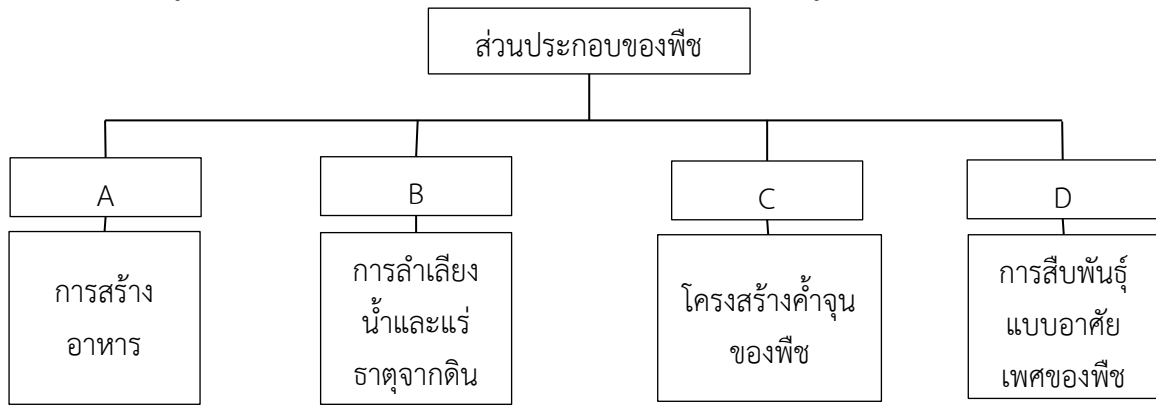 ส่วนประกอบของพืช
A
B
C
D
การสร้าง
อาหาร
การลำเลียง
น้ำและแร่
ธาตุจากดิน
โครงสร้างค้ำจุน
ของพืช
การสืบพันธุ์
แบบอาศัย
เพศของพืช